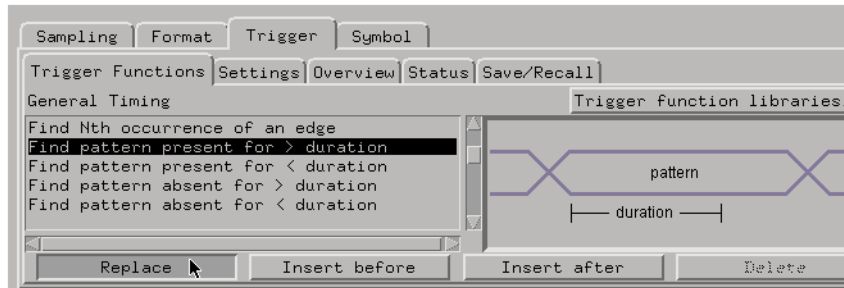 Sampling Format Trigger Symbol
Trigger Functions Settings Overview Status Save/Recall
General Timing Trigger function libraries.
Find Nth occurrence of an edge
Find pattern present for > duration
Find pattern present for < duration
Find pattern absent for > duration
Find pattern absent for < duration
pattern
duration
Replace Insert before Insert after Delete